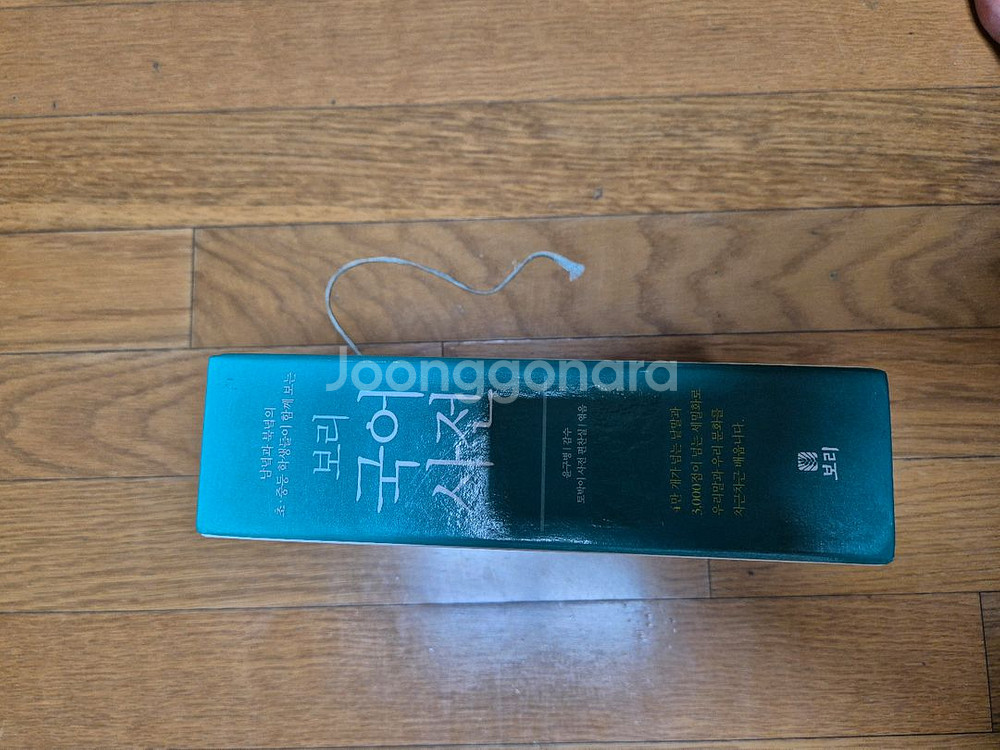 남녘과 북녘의
초·중등 학생들이 함께 보는
보리
국어
사전
윤구병 | 감수
토박이 사전 편찬실 | 엮음
4만 개가 넘는 낱말과
3,000점이 넘는 세밀화로
우리말과 우리 문화를
차근차근 배웁니다.
보리
Joonggonara